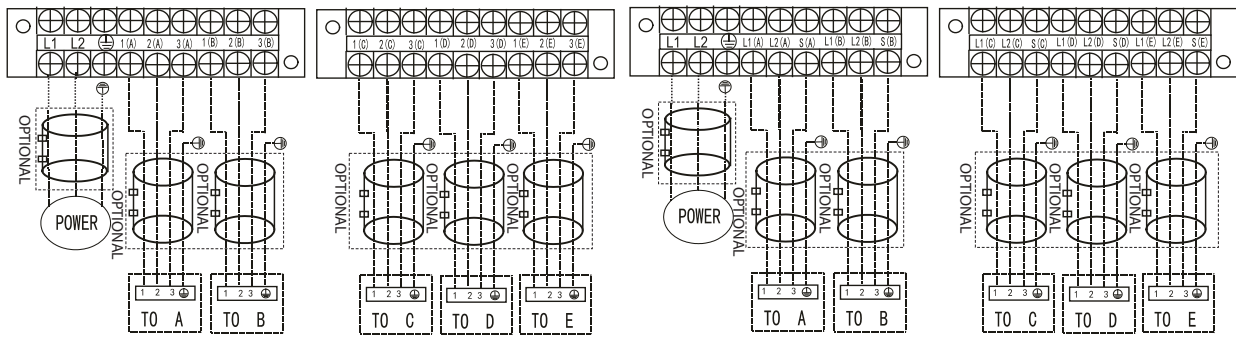 L1 L2 1(A) 2(A) 3(A) 1(B) 2(B) 3(B)
OPTIONAL
POWER
OPTIONAL
OPTIONAL
1 2 3
TO A
1 2 3
TO B
1(C) 2(C) 3(C) 1(D) 2(D) 3(D) 1(E) 2(E) 3(E)
OPTIONAL
OPTIONAL
OPTIONAL
1 2 3
TO C
1 2 3
TO D
1 2 3
TO E
L1 L2 L1(A) L2(A) S(A) L1(B) L2(B) S(B)
OPTIONAL
POWER
OPTIONAL
OPTIONAL
1 2 3
TO A
1 2 3
TO B
L1(C) L2(C) S(C) L1(D) L2(D) S(D) L1(E) L2(E) S(E)
OPTIONAL
OPTIONAL
OPTIONAL
1 2 3
TO C
1 2 3
TO D
1 2 3
TO E